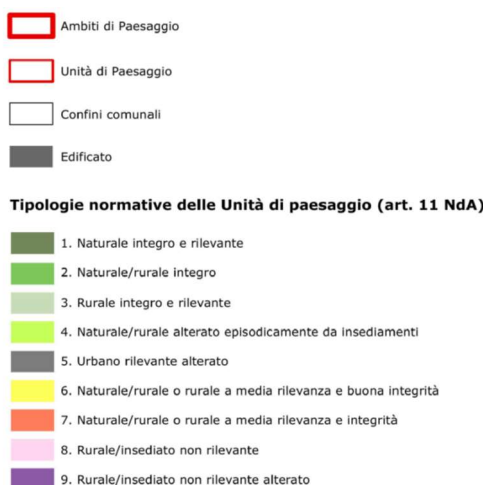 Ambiti di Paesaggio
Unità di Paesaggio
Confini comunali
Edificato
Tipologie normative delle Unità di paesaggio (art. 11 NdA)
1. Naturale integro e rilevante
2. Naturale/rurale integro
3. Rurale integro e rilevante
4. Naturale/rurale alterato episodicamente da insediamenti
5. Urbano rilevante alterato
6. Naturale/rurale o rurale a media rilevanza e buona integrità
7. Naturale/rurale o rurale a media rilevanza e integrità
8. Rurale/insediato non rilevante
9. Rurale/insediato non rilevante alterato